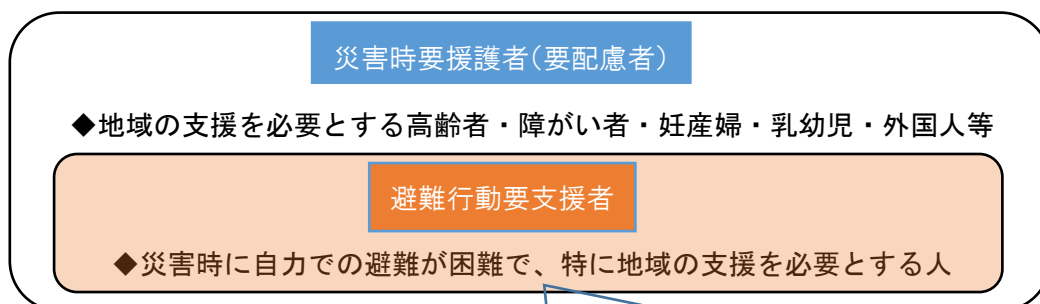 災害時要援護者(要配慮者)
◆地域の支援を必要とする高齢者・障がい者・妊産婦・乳幼児・外国人等
避難行動要支援者
◆災害時に自力での避難が困難で、特に地域の支援を必要とする人